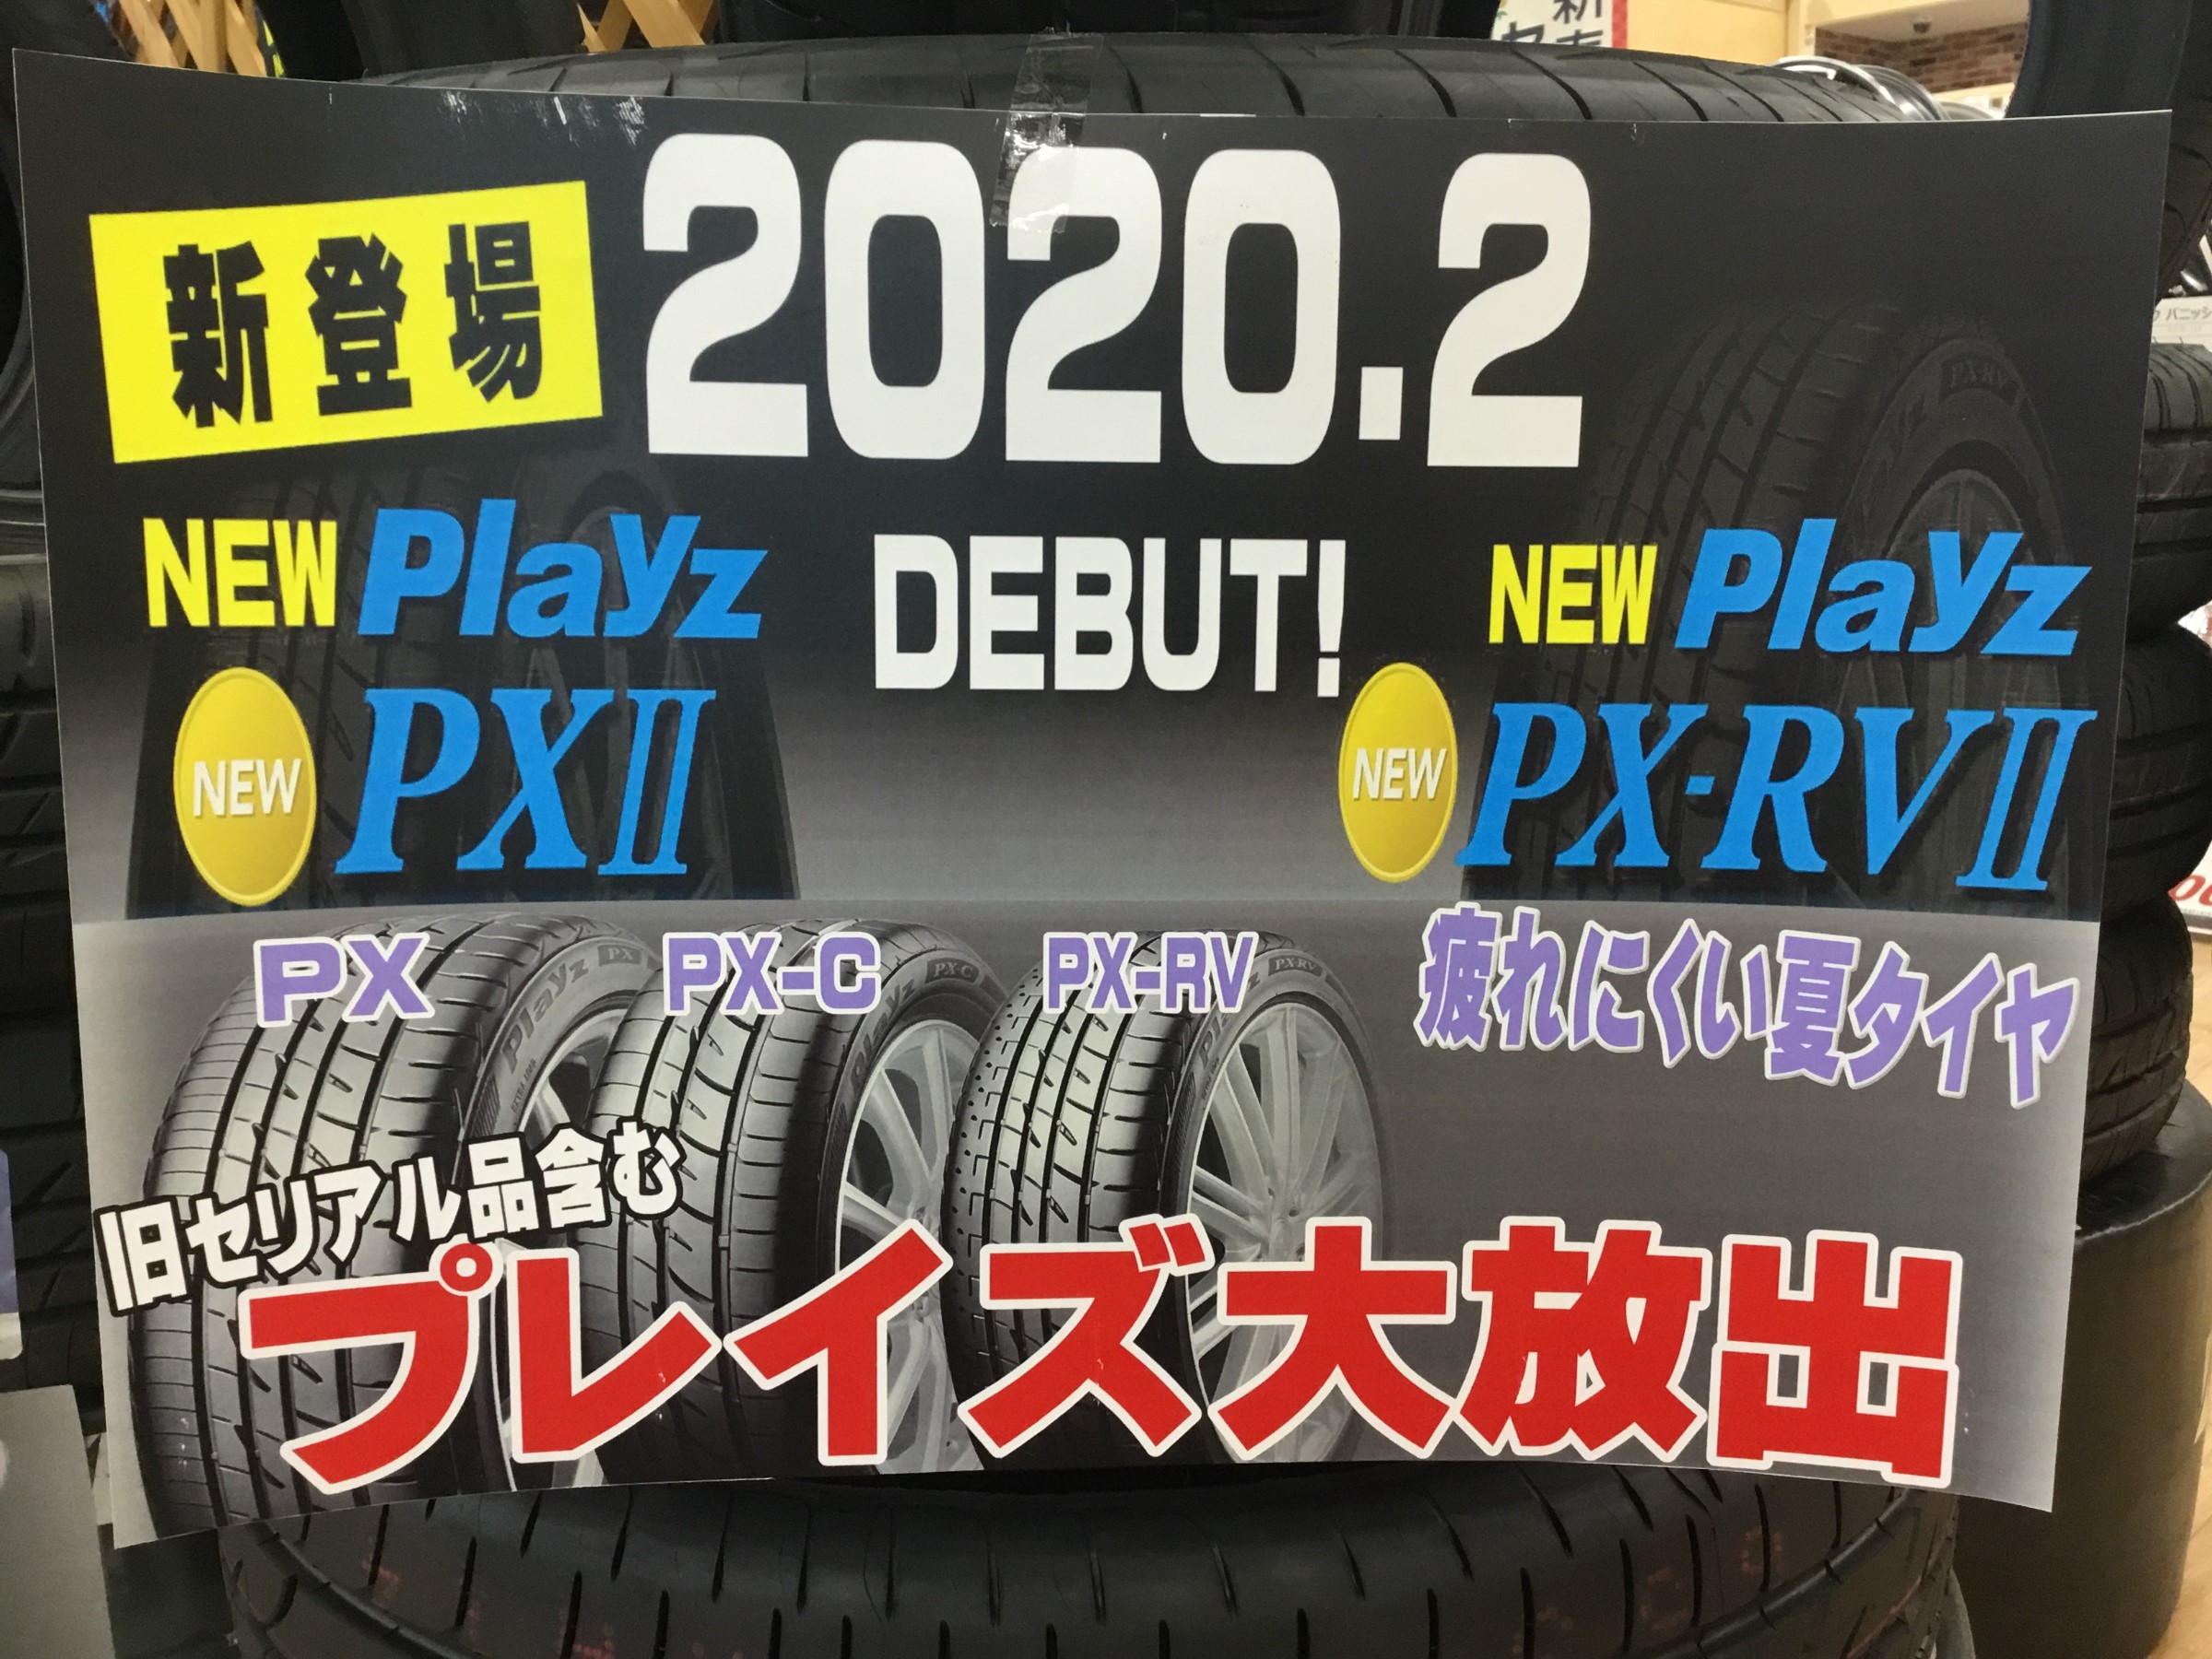 新登場
2020.2
DEBUT!
NEW Playz
NEW PXⅡ
NEW Playz
NEW PX-RVⅡ
PX
PX-C
PX-RV
疲れにくい夏タイヤ
旧セリアル品含む
プレイズ大放出